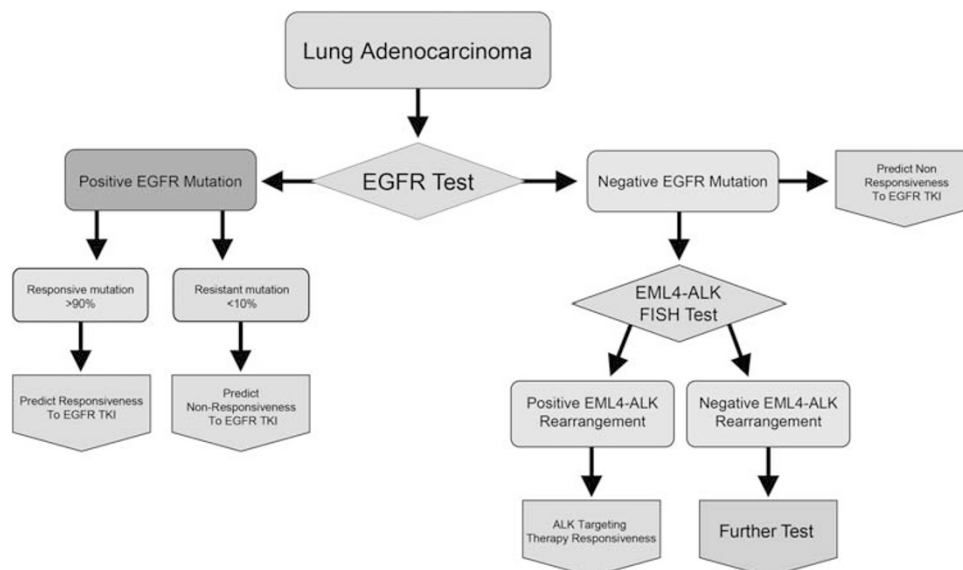 Lung Adenocarcinoma
Positive EGFR Mutation
EGFR Test
Negative EGFR Mutation
Predict Non
Responsiveness
To EGFR TKI
Responsive mutation
>90%
Resistant mutation
<10%
EML4-ALK
FISH Test
Predict Responsiveness
To EGFR TKI
Predict
Non-Responsiveness
To EGFR TKI
Positive EML4-ALK
Rearrangement
Negative EML4-ALK
Rearrangement
ALK Targeting
Therapy Responsiveness
Further Test